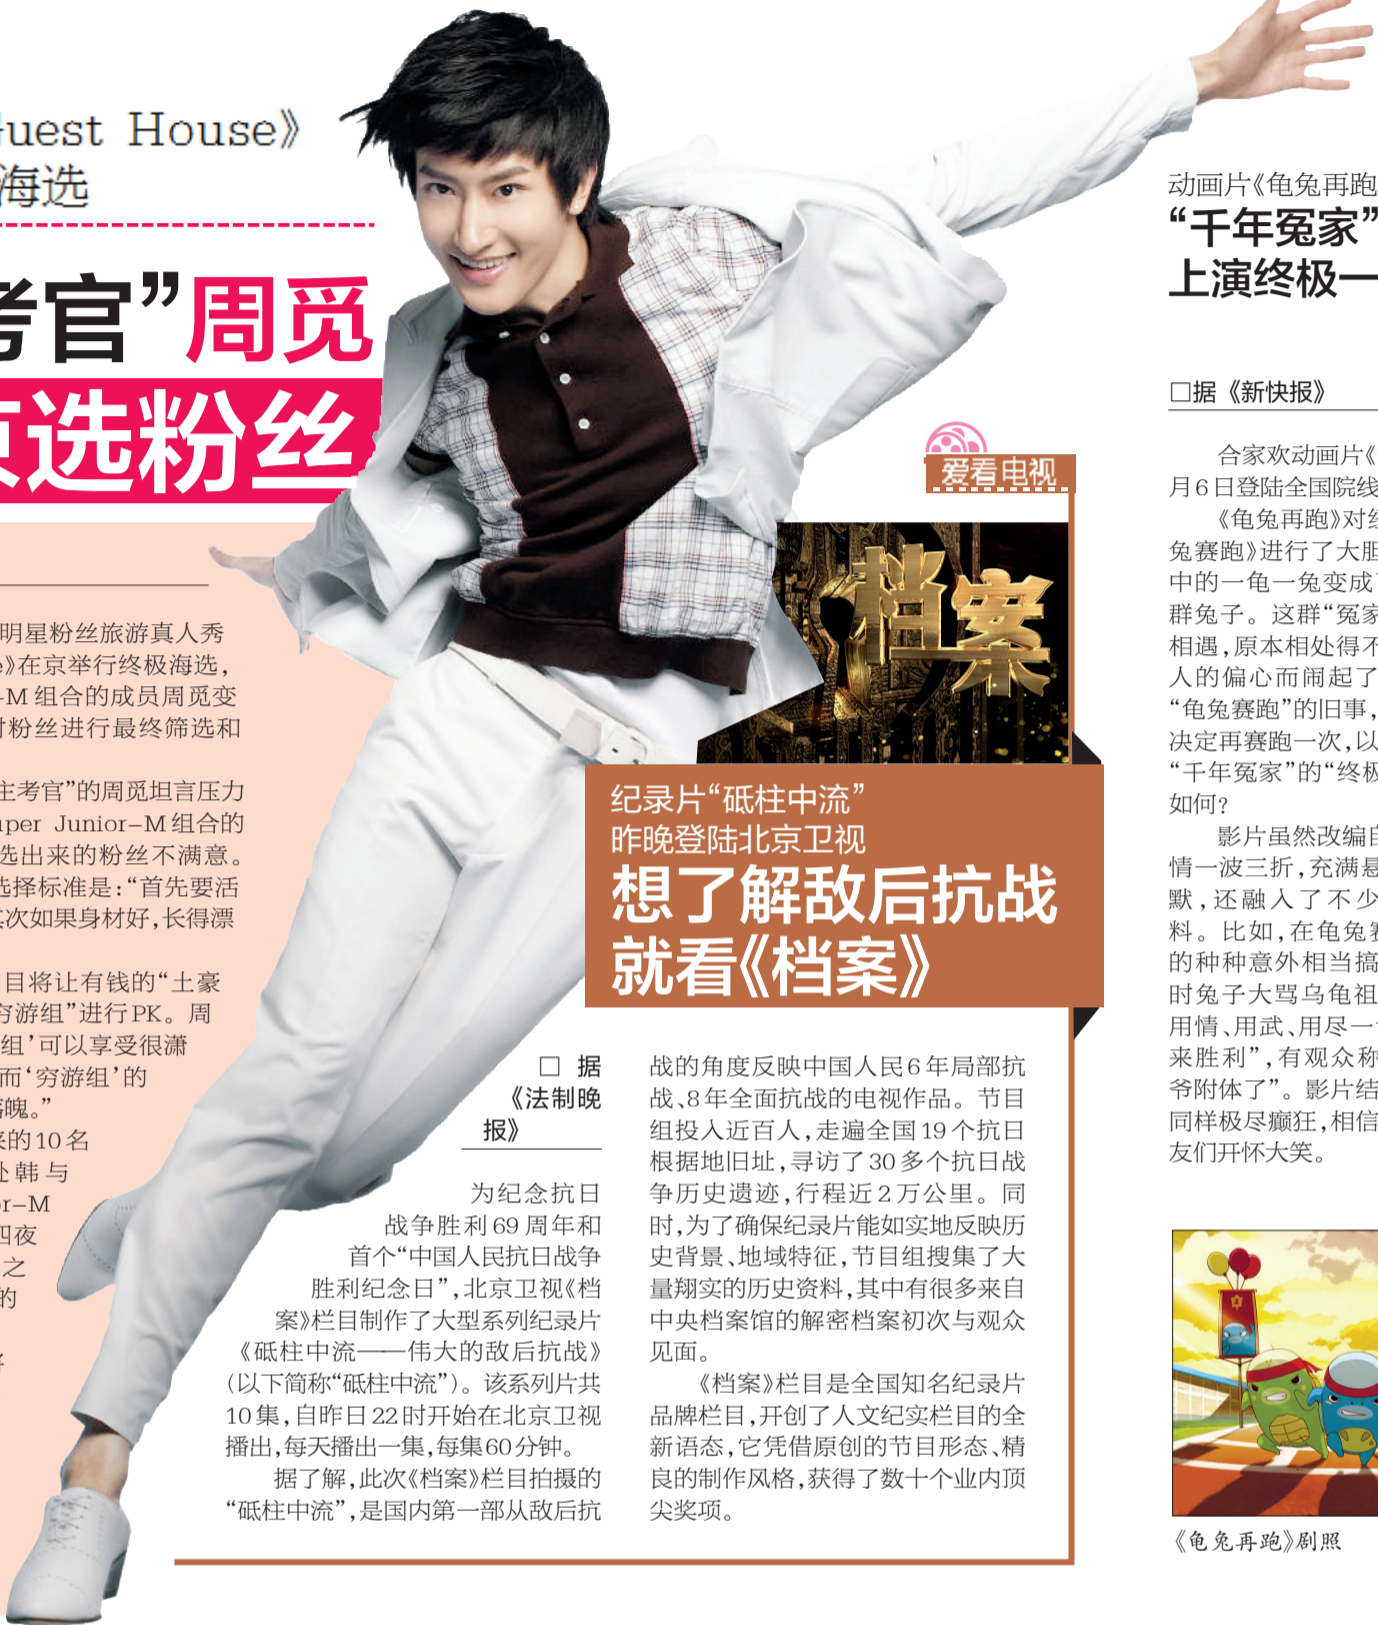 Guest House》
海选
考官”周觅
京选粉丝
明星粉丝旅游真人秀
》在京举行终极海选，
-M组合的成员周觅变
对粉丝进行最终筛选和
主考官”的周觅坦言压力
uper Junior-M组合的
选出来的粉丝不满意。
选择标准是：“首先要活
其次如果身材好，长得漂
目将让有钱的“土豪
穷游组”进行PK。周
组’可以享受很潇
而‘穷游组’的
落魄。”
来的10名
赴韩与
or-M
四夜
之
的
爱看电视
档案
纪录片“砥柱中流”
昨晚登陆北京卫视
想了解敌后抗战
就看《档案》
□ 据
《法制晚
报》
为纪念抗日
战争胜利69周年和
首个“中国人民抗日战争
胜利纪念日”，北京卫视《档
案》栏目制作了大型系列纪录片
《砥柱中流——伟大的敌后抗战》
（以下简称“砥柱中流”）。该系列片共
10集，自昨日22时开始在北京卫视
播出，每天播出一集，每集60分钟。
据了解，此次《档案》栏目拍摄的
“砥柱中流”，是国内第一部从敌后抗
战的角度反映中国人民6年局部抗
战、8年全面抗战的电视作品。节目
组投入近百人，走遍全国19个抗日
根据地旧址，寻访了30多个抗日战
争历史遗迹，行程近2万公里。同
时，为了确保纪录片能如实地反映历
史背景、地域特征，节目组搜集了大
量翔实的历史资料，其中有很多来自
中央档案馆的解密档案初次与观众
见面。
《档案》栏目是全国知名纪录片
品牌栏目，开创了人文纪实栏目的全
新语态，它凭借原创的节目形态、精
良的制作风格，获得了数十个业内顶
尖奖项。
动画片《龟兔再跑
“千年冤家”
上演终极一
□据《新快报》
合家欢动画片《
月6日登陆全国院线
《龟兔再跑》对经
兔赛跑》进行了大胆
中的一龟一兔变成
群兔子。这群“冤家
相遇，原本相处得不
人的偏心而闹起了
“龟兔赛跑”的旧事，
决定再赛跑一次，以
“千年冤家”的“终极
如何？
影片虽然改编自
情一波三折，充满悬
默，还融入了不少
料。比如，在龟兔赛
的种种意外相当搞
时兔子大骂乌龟祖
用情、用武、用尽一切
来胜利”，有观众称
爷附体了”。影片结
同样极尽癫狂，相信
友们开怀大笑。
《龟兔再跑》剧照